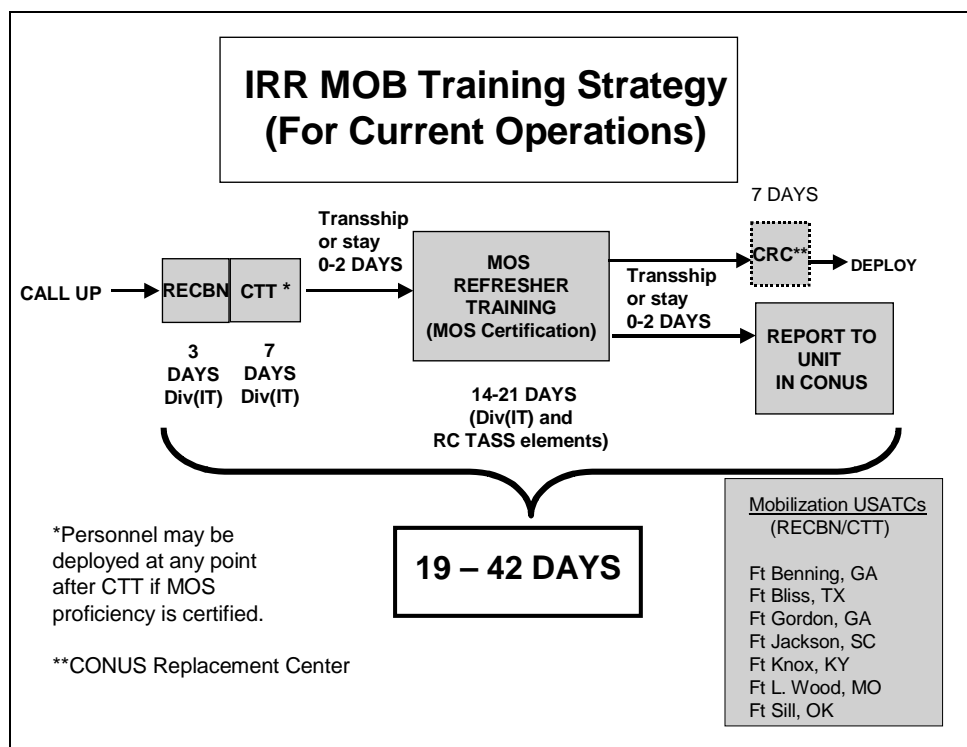 IRR MOB Training Strategy
(For Current Operations)
CALL UP
RECBN
CTT *
3
DAYS
Div(IT)
7
DAYS
Div(IT)
Transship
or stay
0-2 DAYS
MOS
REFRESHER
TRAINING
(MOS Certification)
14-21 DAYS
(Div(IT) and
RC TASS elements)
Transship
or stay
0-2 DAYS
7 DAYS
CRC**
DEPLOY
REPORT TO
UNIT
IN CONUS
19 – 42 DAYS
*Personnel may be
deployed at any point
after CTT if MOS
proficiency is certified.
**CONUS Replacement Center
Mobilization USATCs
(RECBN/CTT)
Ft Benning, GA
Ft Bliss, TX
Ft Gordon, GA
Ft Jackson, SC
Ft Knox, KY
Ft L. Wood, MO
Ft Sill, OK